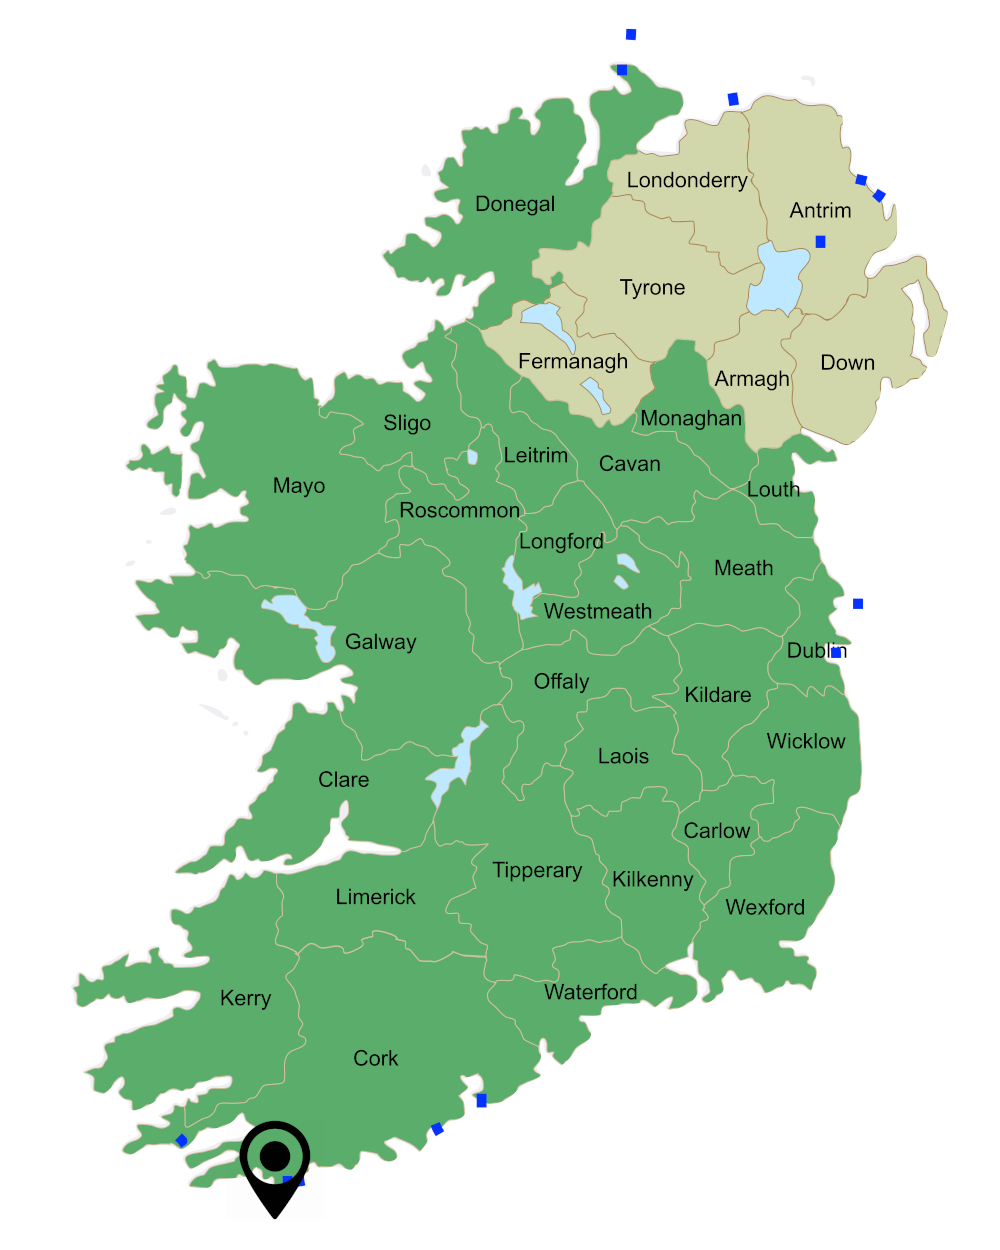 Londonderry
Donegal
Antrim
Tyrone
Fermanagh
Down
Armagh
Monaghan
Sligo
Leitrim
Cavan
Mayo
Louth
Roscommon
Longford
Meath
Westmeath
Galway
Dublin
Offaly
Kildare
Wicklow
Laois
Clare
Carlow
Tipperary
Kilkenny
Limerick
Wexford
Waterford
Kerry
Cork